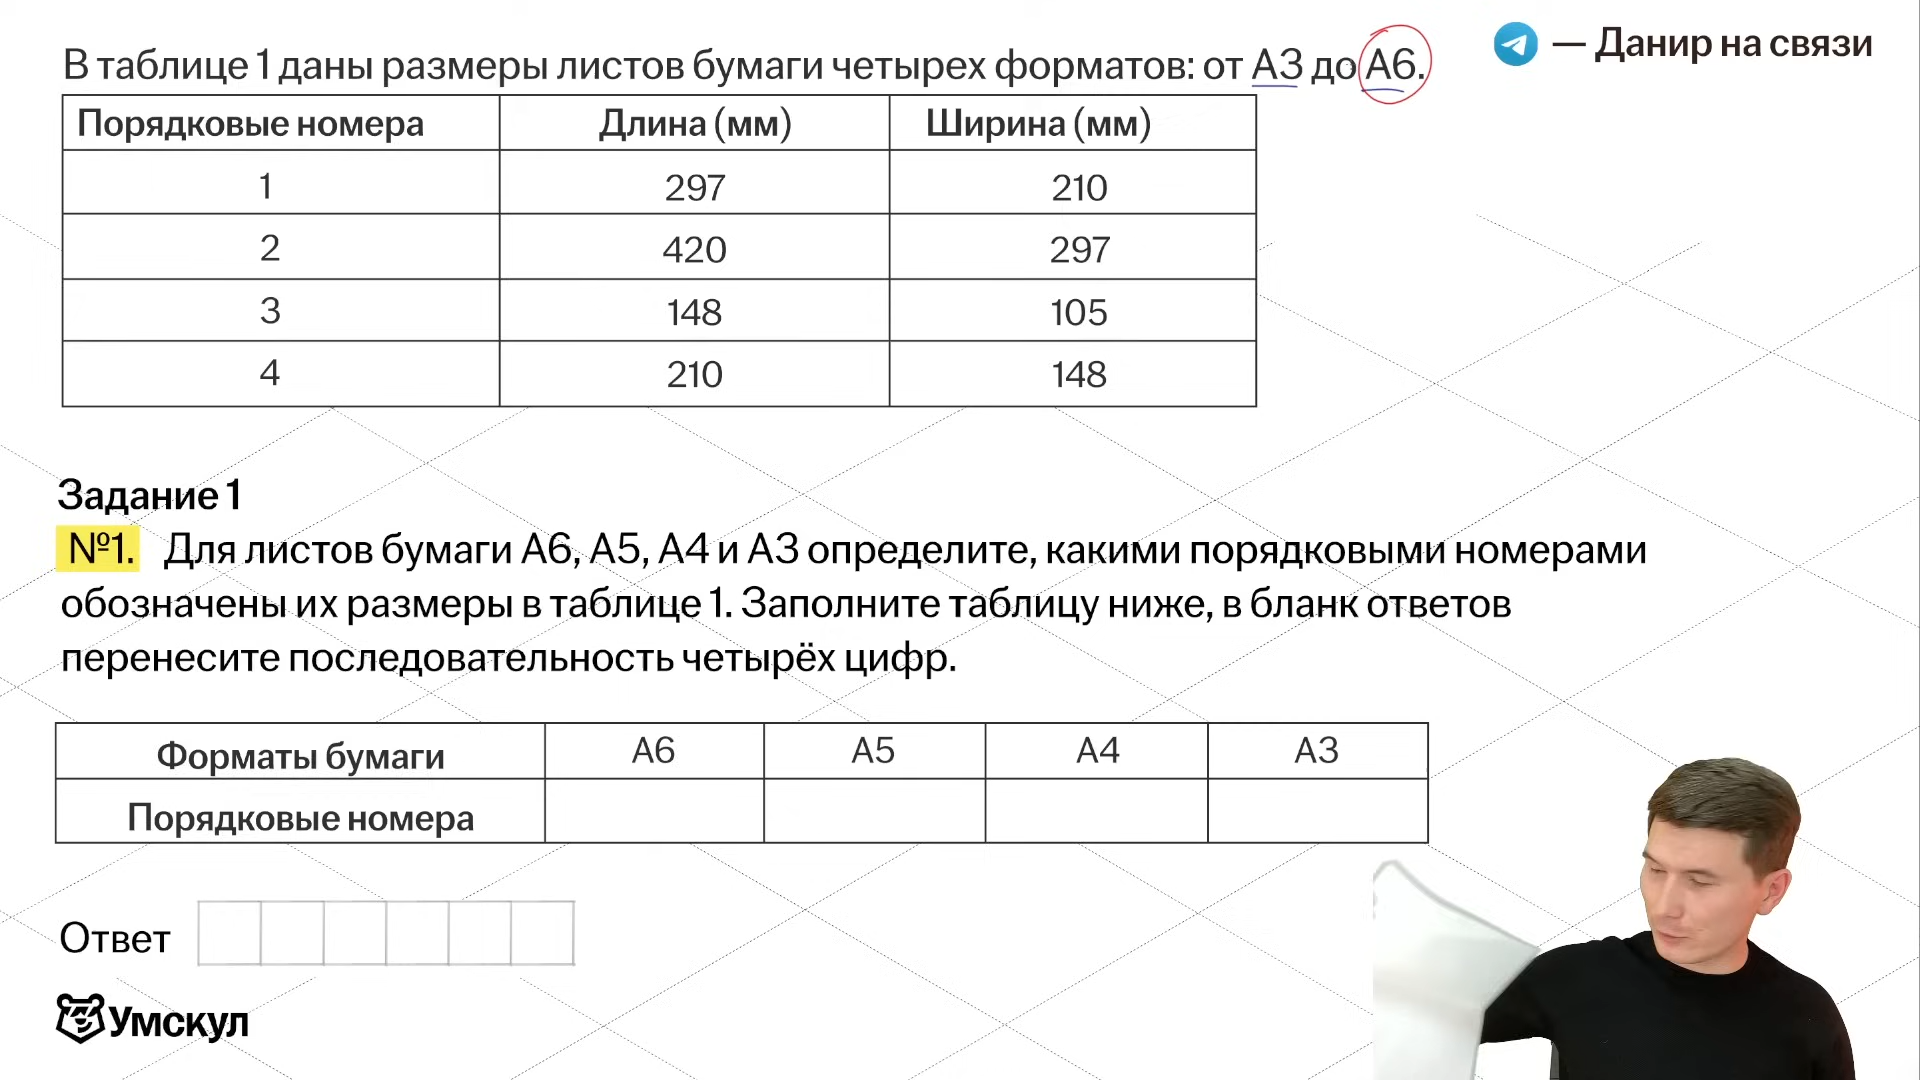 В таблице 1 даны размеры листов бумаги четырех форматов: от А3 до А6.
— Данир на связи
Порядковые номера Длина (мм) Ширина (мм)
1 297 210
2 420 297
3 148 105
4 210 148
Задание 1
№1. Для листов бумаги А6, А5, А4 и А3 определите, какими порядковыми номерами
обозначены их размеры в таблице 1. Заполните таблицу ниже, в бланк ответов
перенесите последовательность четырёх цифр.
Форматы бумаги А6 А5 А4 А3
Порядковые номера
Ответ
Умскул